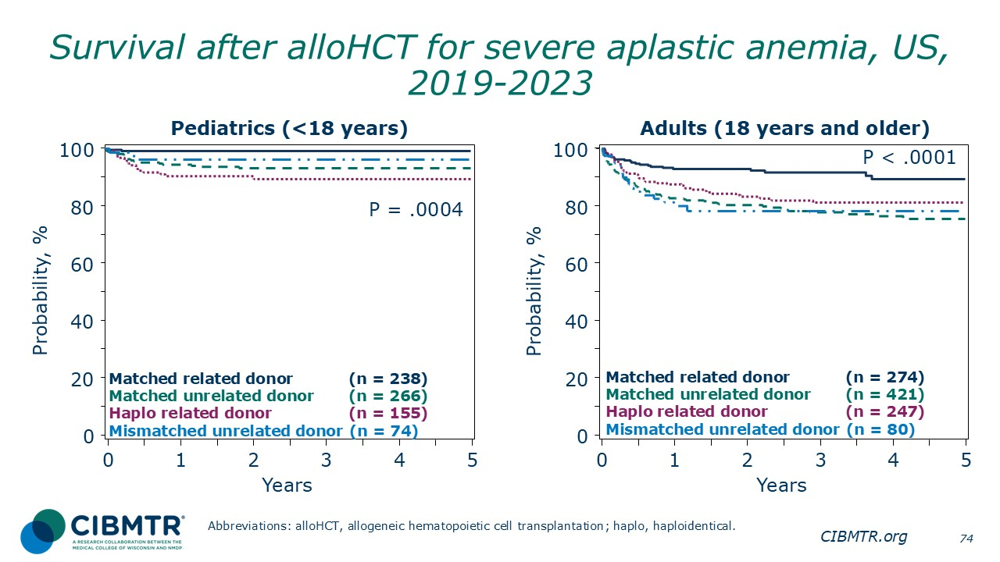 Survival after alloHCT for severe aplastic anemia, US,
2019-2023
Pediatrics (<18 years)
100
80
60
40
20
0
Probability, %
P = .0004
Matched related donor (n = 238)
Matched unrelated donor (n = 266)
Haplo related donor (n = 155)
Mismatched unrelated donor (n = 74)
0 1 2 3 4 5
Years
Adults (18 years and older)
100
80
60
40
20
0
Probability, %
P < .0001
Matched related donor (n = 274)
Matched unrelated donor (n = 421)
Haplo related donor (n = 247)
Mismatched unrelated donor (n = 80)
0 1 2 3 4 5
Years
CIBMTR®
A RESEARCH COLLABORATION BETWEEN THE
MEDICAL COLLEGE OF WISCONSIN AND NMDP
Abbreviations: alloHCT, allogeneic hematopoietic cell transplantation; haplo, haploidentical.
CIBMTR.org
74